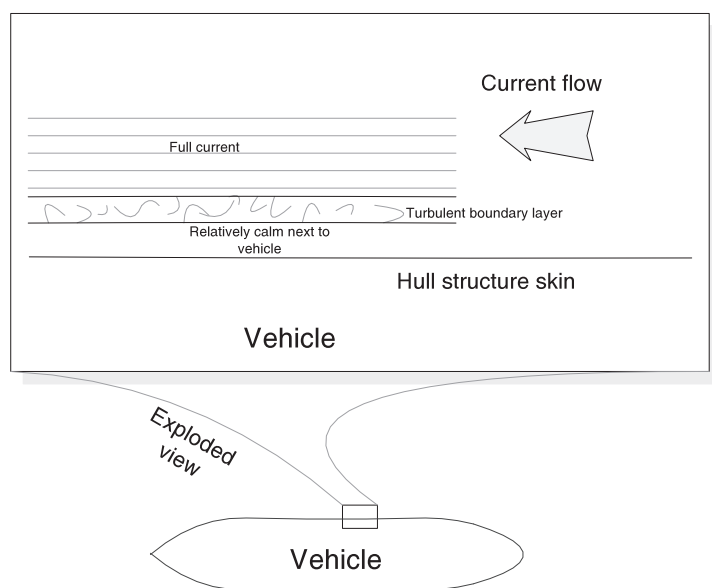 Current flow
Full current
Turbulent boundary layer
Relatively calm next to
vehicle
Hull structure skin
Vehicle
Exploded
view
Vehicle